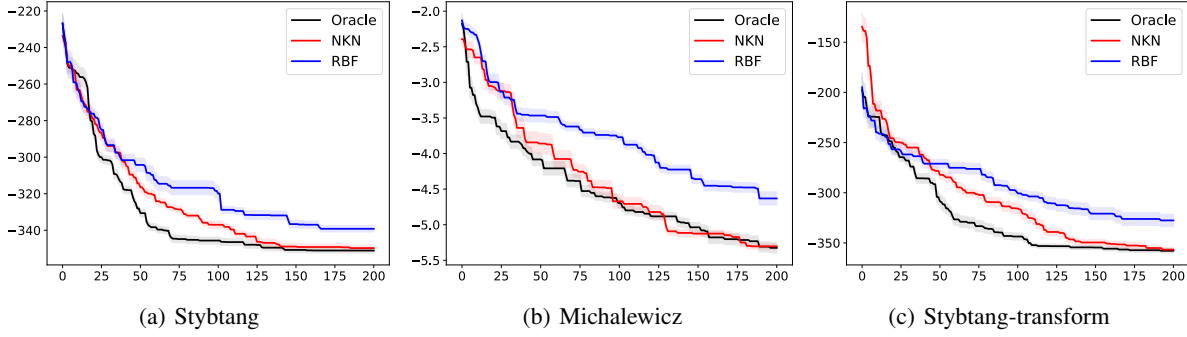 −220
−240
−260
−280
−300
−320
−340
0 25 50 75 100 125 150 175 200
Oracle
NKN
RBF
(a) Stybtang
−2.0
−2.5
−3.0
−3.5
−4.0
−4.5
−5.0
−5.5
0 25 50 75 100 125 150 175 200
Oracle
NKN
RBF
(b) Michalewicz
−150
−200
−250
−300
−350
0 25 50 75 100 125 150 175 200
Oracle
NKN
RBF
(c) Stybtang-transform